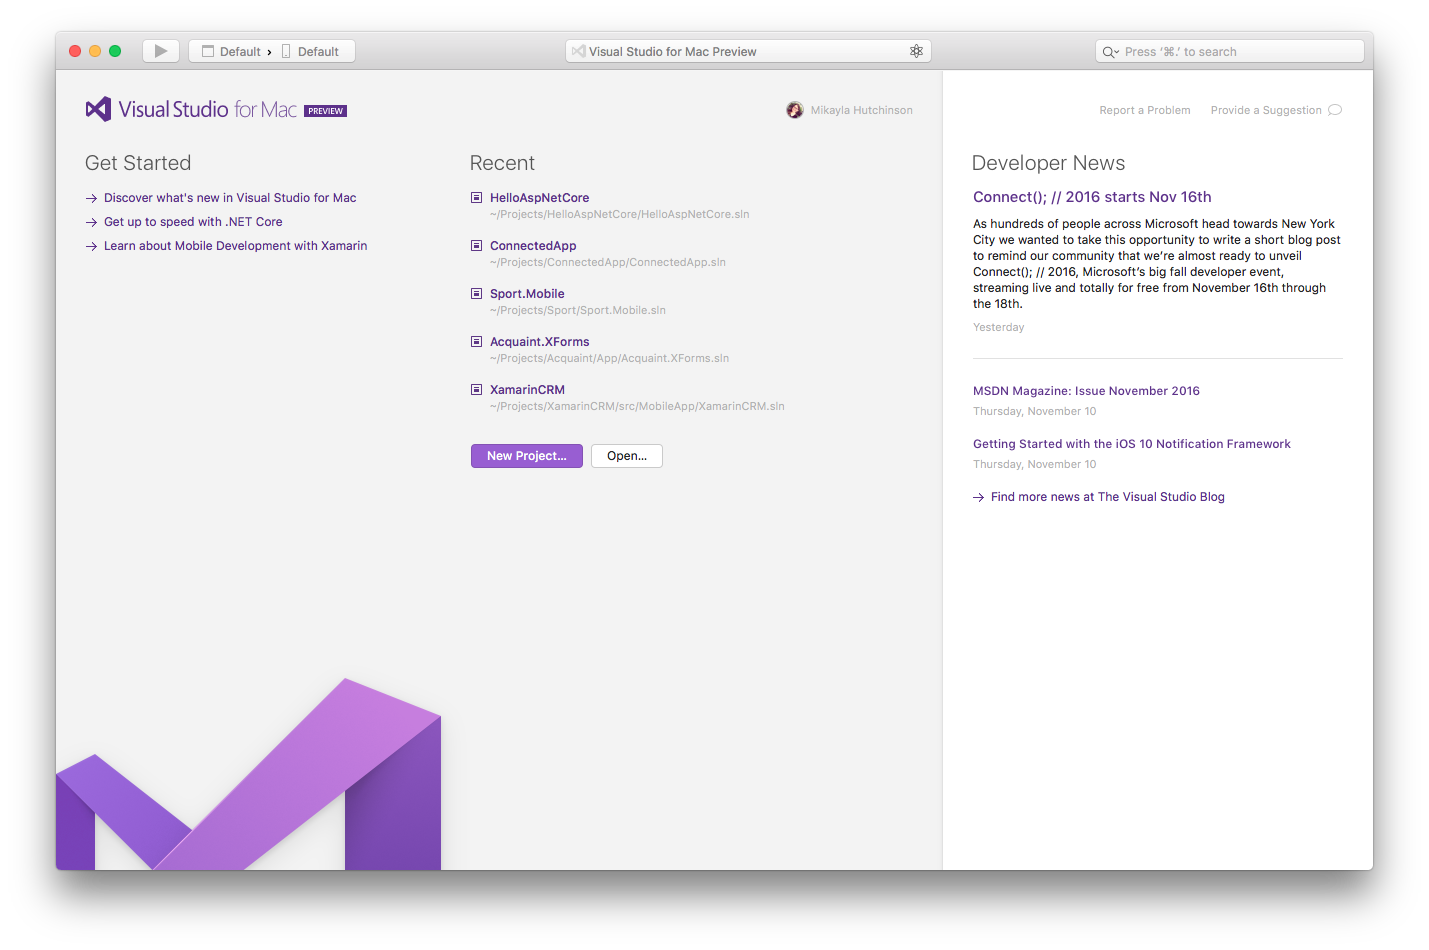 Default › Default
Visual Studio for Mac Preview
Press ‘⌘.’ to search
Visual Studio for Mac PREVIEW
Mikayla Hutchinson
Report a Problem
Provide a Suggestion
Get Started
Discover what's new in Visual Studio for Mac
Get up to speed with .NET Core
Learn about Mobile Development with Xamarin
Recent
HelloAspNetCore
~/Projects/HelloAspNetCore/HelloAspNetCore.sln
ConnectedApp
~/Projects/ConnectedApp/ConnectedApp.sln
Sport.Mobile
~/Projects/Sport/Sport.Mobile.sln
Acquaint.XForms
~/Projects/Acquaint/App/Acquaint.XForms.sln
XamarinCRM
~/Projects/XamarinCRM/src/MobileApp/XamarinCRM.sln
New Project...
Open...
Developer News
Connect(); // 2016 starts Nov 16th
As hundreds of people across Microsoft head towards New York
City we wanted to take this opportunity to write a short blog post
to remind our community that we’re almost ready to unveil
Connect(); // 2016, Microsoft’s big fall developer event,
streaming live and totally for free from November 16th through
the 18th.
Yesterday
MSDN Magazine: Issue November 2016
Thursday, November 10
Getting Started with the iOS 10 Notification Framework
Thursday, November 10
Find more news at The Visual Studio Blog